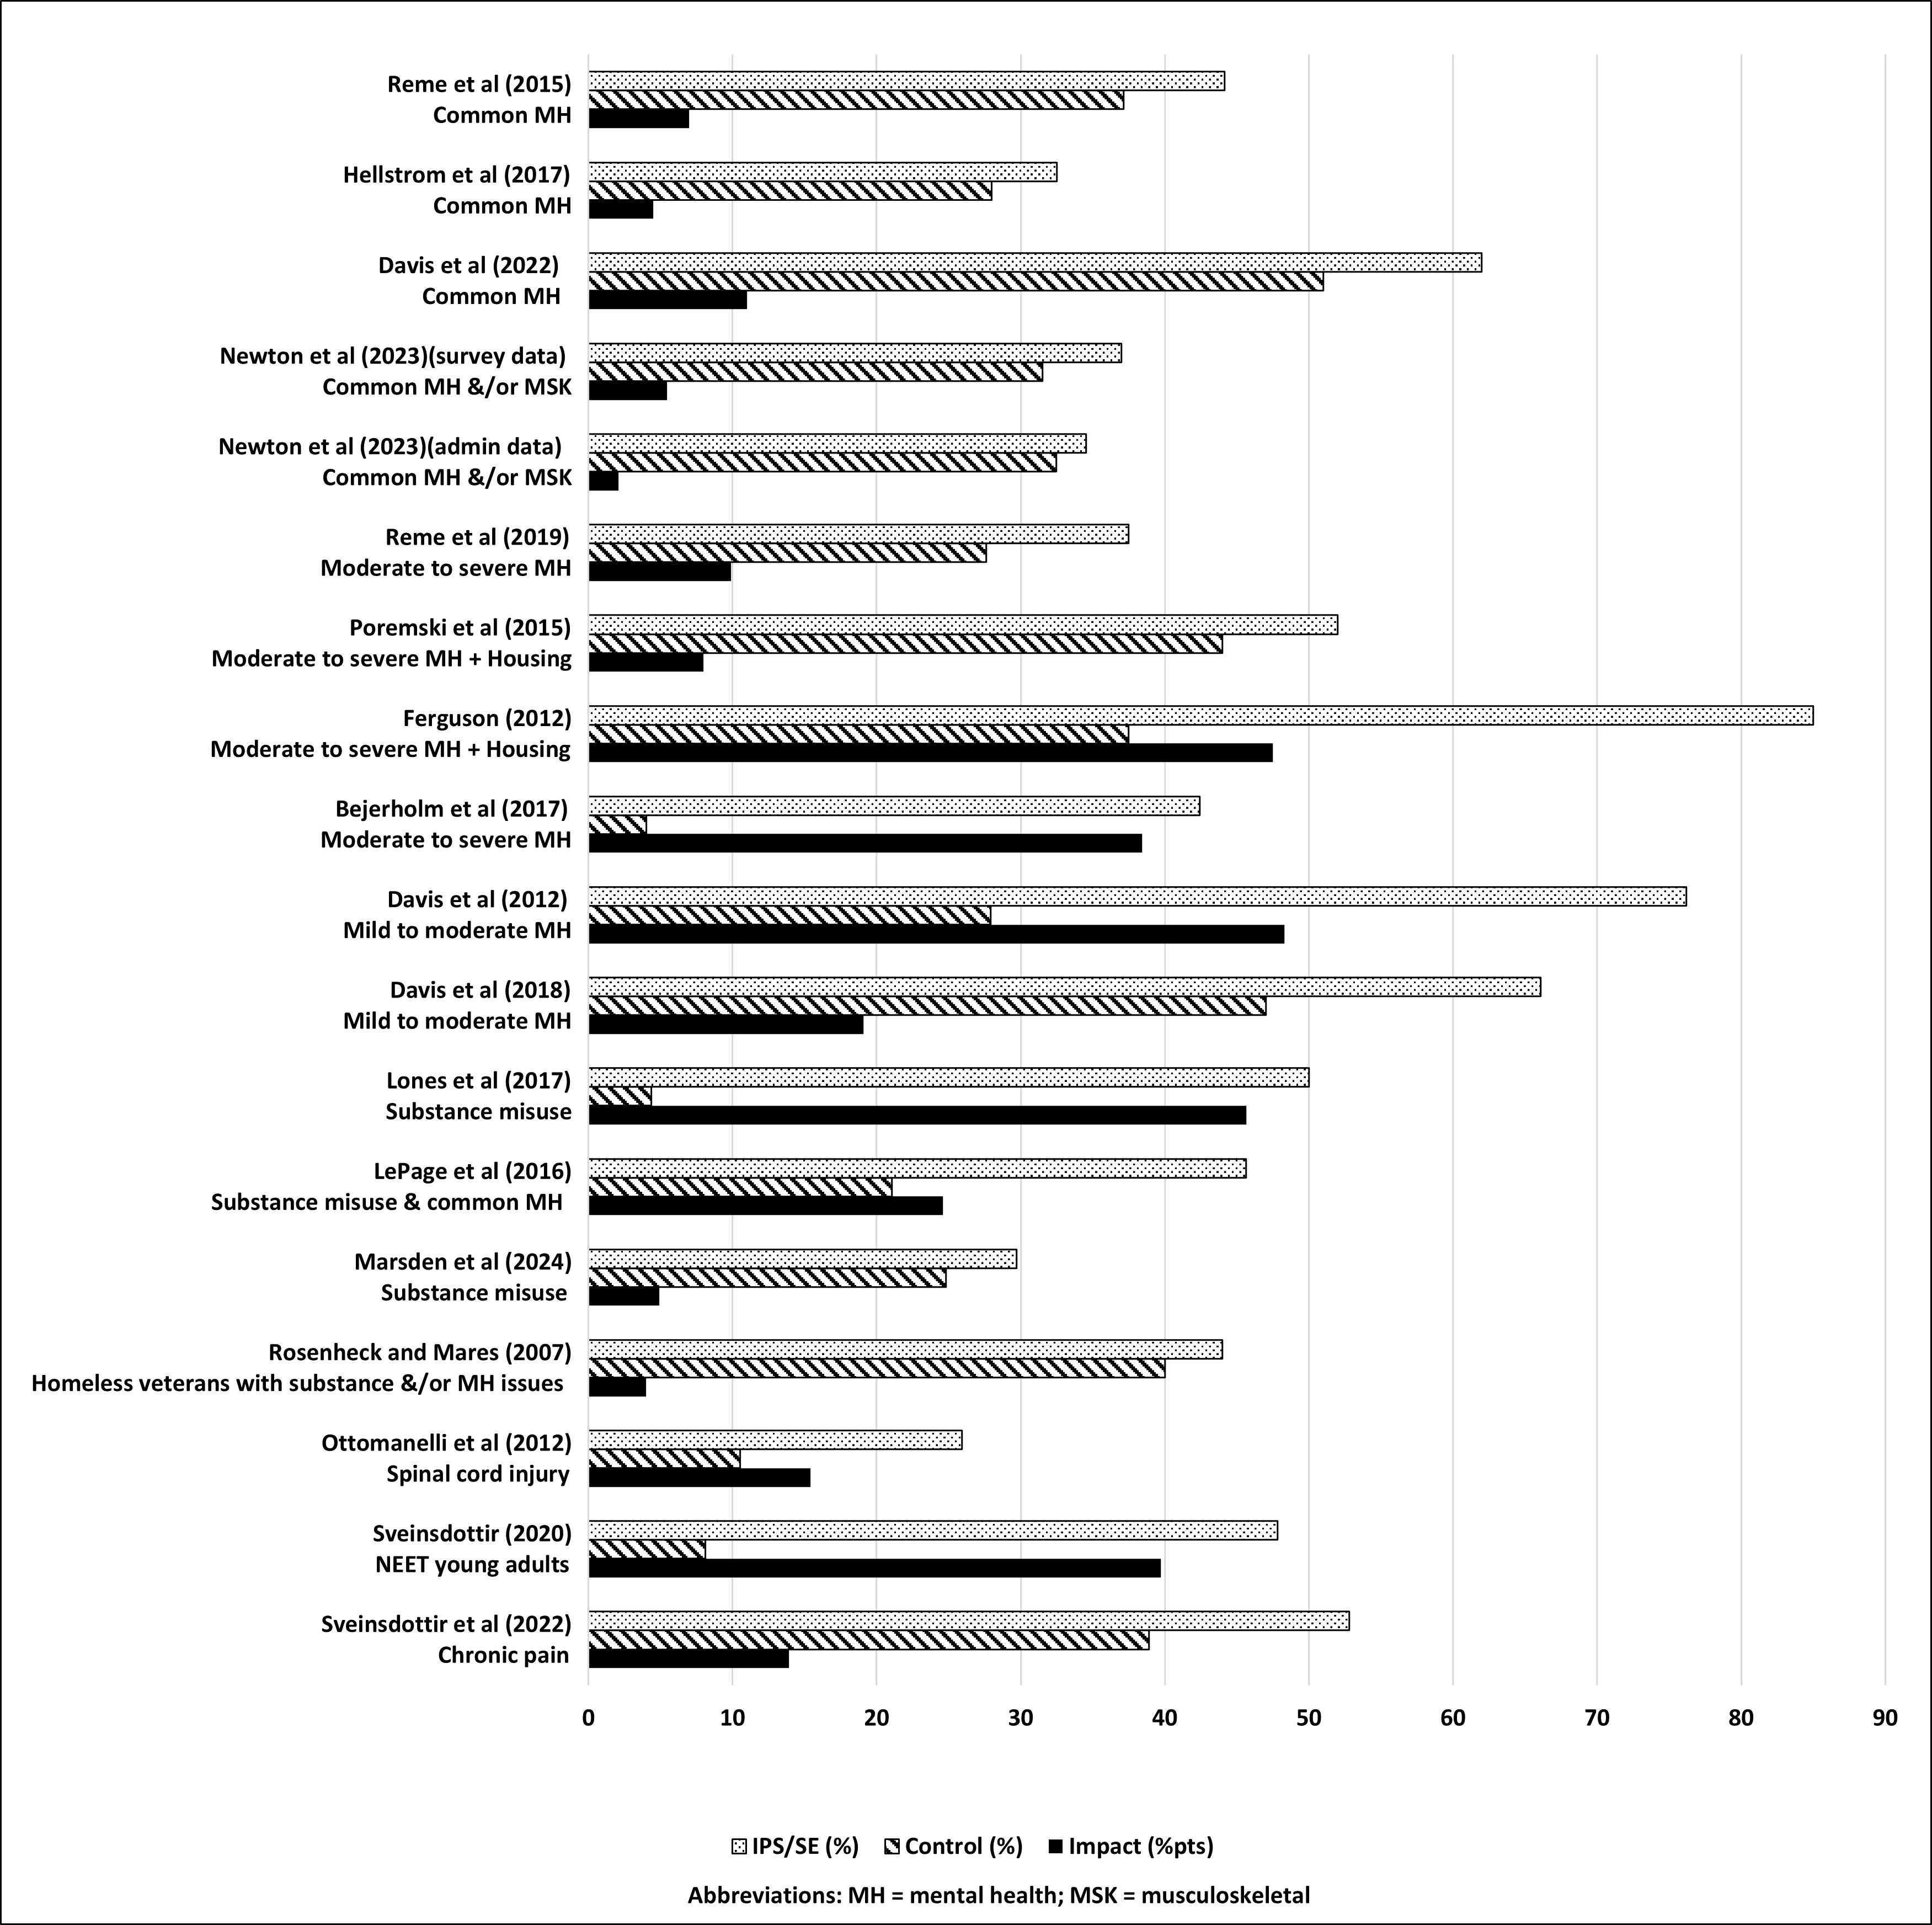 Reme et al (2015)
Common MH
Hellstrom et al (2017)
Common MH
Davis et al (2022)
Common MH
Newton et al (2023)(survey data)
Common MH &/or MSK
Newton et al (2023)(admin data)
Common MH &/or MSK
Reme et al (2019)
Moderate to severe MH
Poremski et al (2015)
Moderate to severe MH + Housing
Ferguson (2012)
Moderate to severe MH + Housing
Bejerholm et al (2017)
Moderate to severe MH
Davis et al (2012)
Mild to moderate MH
Davis et al (2018)
Mild to moderate MH
Lones et al (2017)
Substance misuse
LePage et al (2016)
Substance misuse & common MH
Marsden et al (2024)
Substance misuse
Rosenheck and Mares (2007)
Homeless veterans with substance &/or MH issues
Ottomanelli et al (2012)
Spinal cord injury
Sveinsdottir (2020)
NEET young adults
Sveinsdottir et al (2022)
Chronic pain
0 10 20 30 40 50 60 70 80 90
IPS/SE (%) Control (%) Impact (%pts)
Abbreviations: MH = mental health; MSK = musculoskeletal